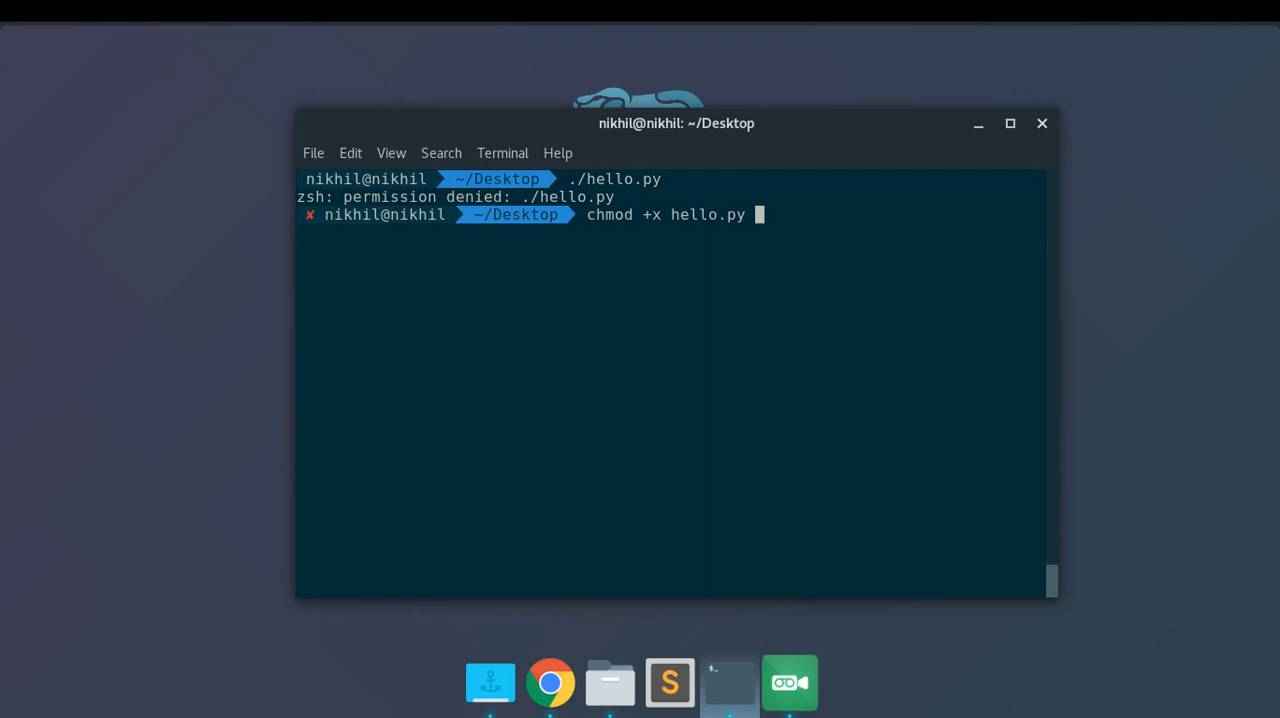 nikhil@nikhil: ~/Desktop
File Edit View Search Terminal Help
nikhil@nikhil ~/Desktop ./hello.py
zsh: permission denied: ./hello.py
✘ nikhil@nikhil ~/Desktop chmod +x hello.py
S
$_